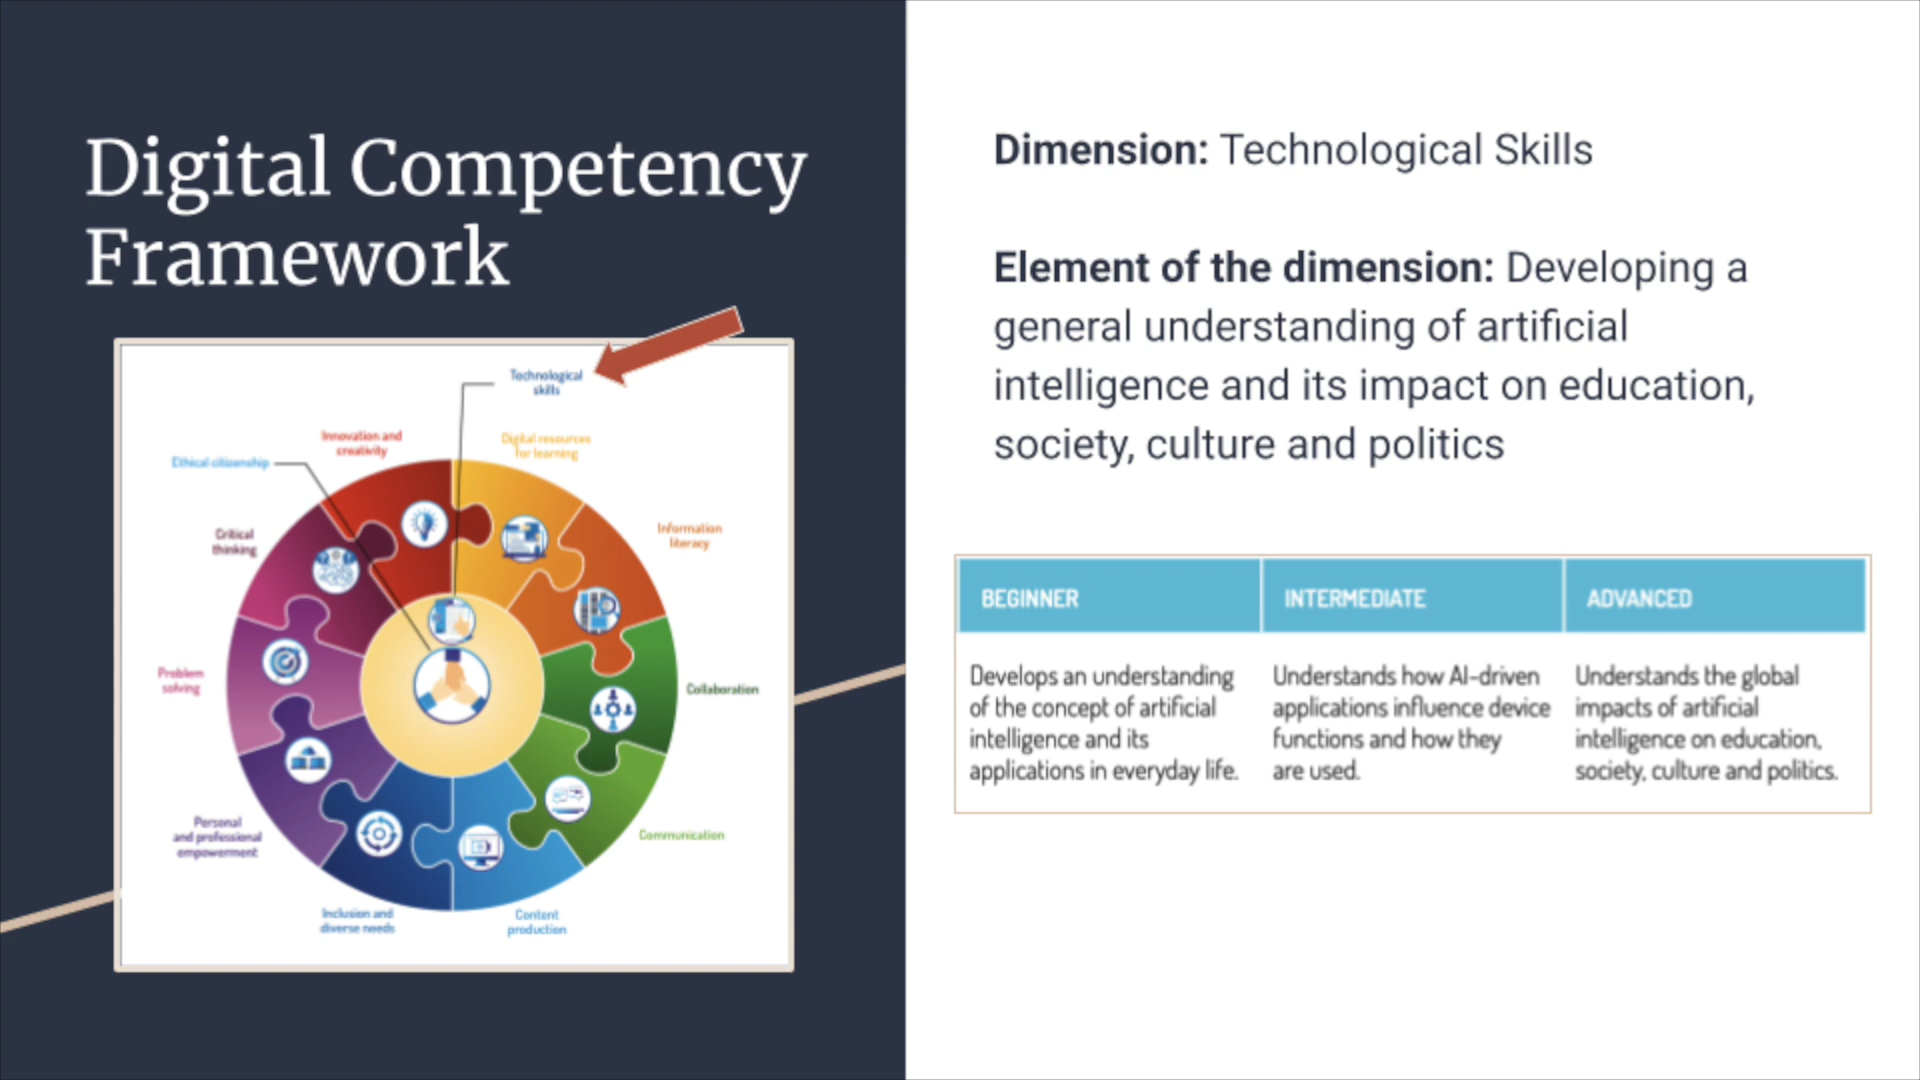 Digital Competency
Framework
Technological
skills
Innovation and
creativity
Digital resources
for learning
Ethical citizenship
Critical
thinking
Information
literacy
Problem
solving
Collaboration
Personal
and professional
empowerment
Communication
Inclusion and
diverse needs
Content
production
Dimension: Technological Skills
Element of the dimension: Developing a
general understanding of artificial
intelligence and its impact on education,
society, culture and politics
BEGINNER
INTERMEDIATE
ADVANCED
Develops an understanding
of the concept of artificial
intelligence and its
applications in everyday life.
Understands how AI-driven
applications influence device
functions and how they
are used.
Understands the global
impacts of artificial
intelligence on education,
society, culture and politics.